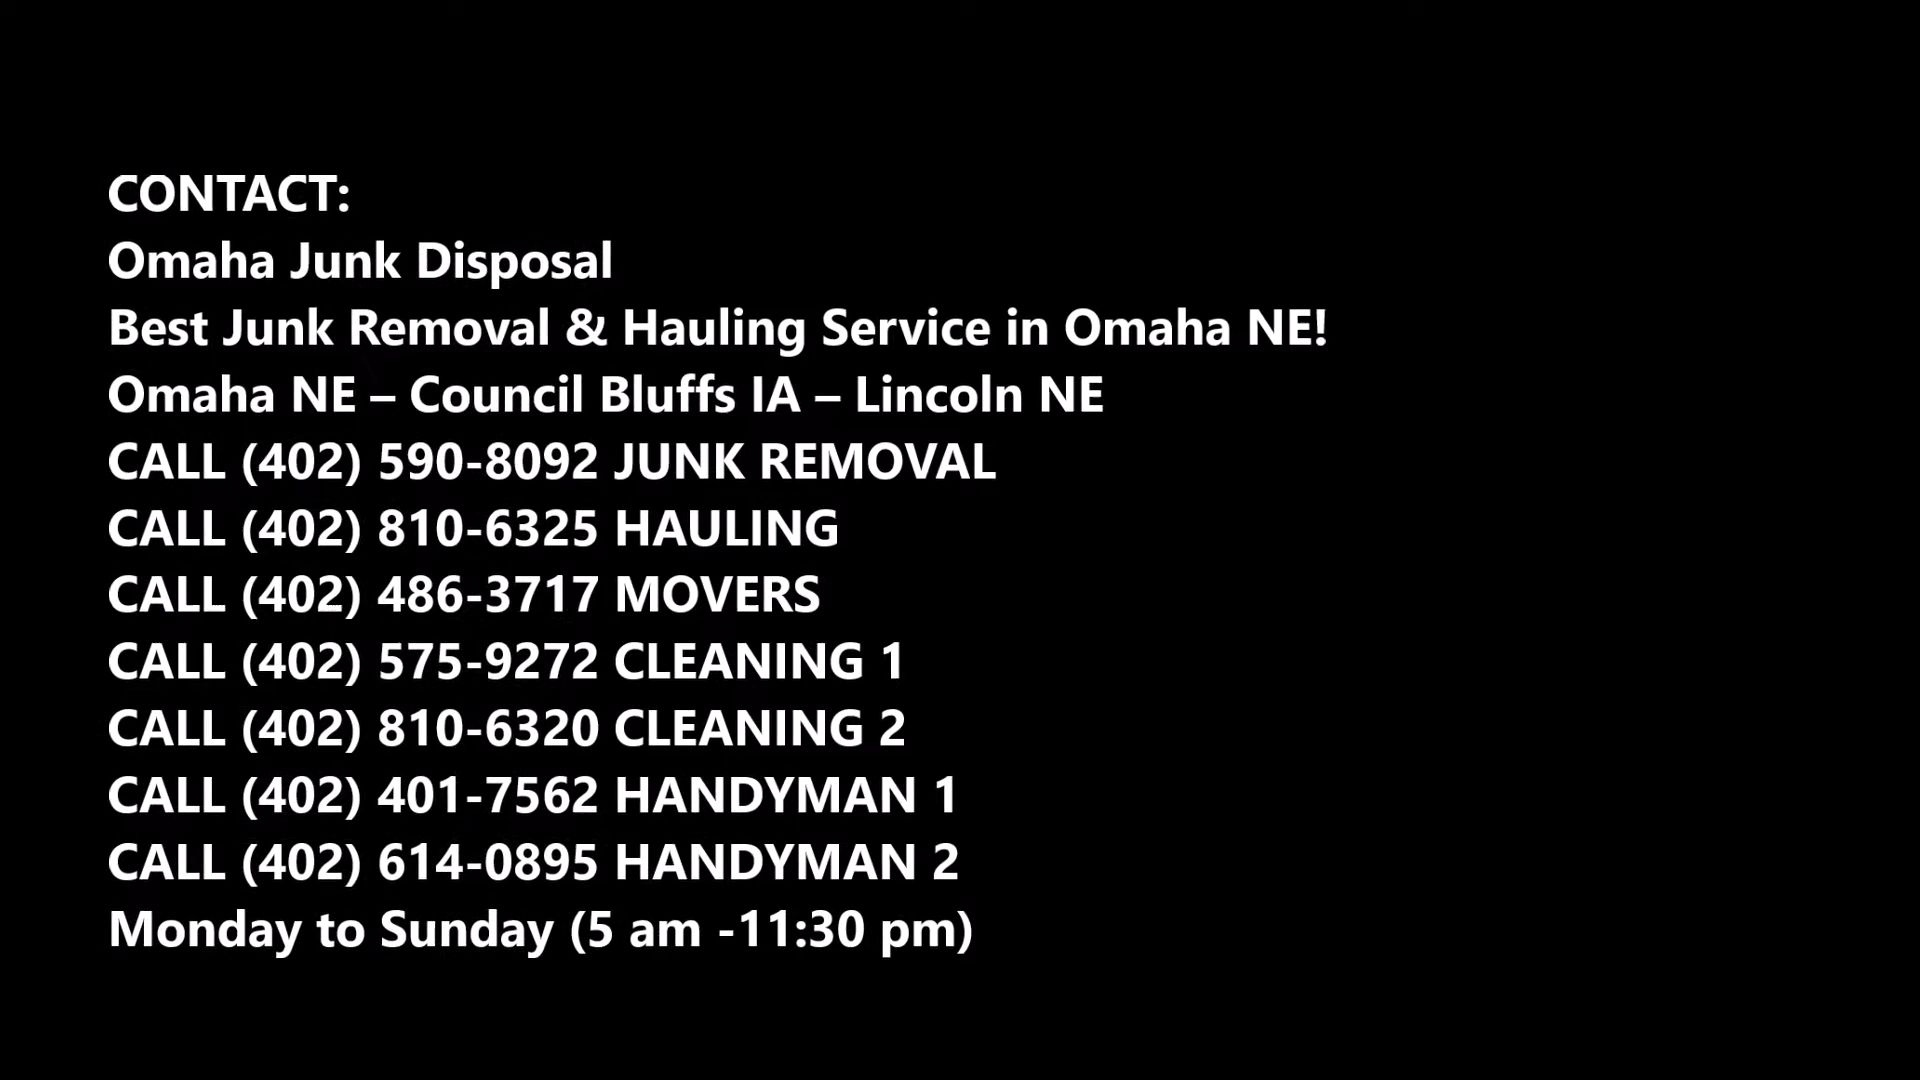 CONTACT:
Omaha Junk Disposal
Best Junk Removal & Hauling Service in Omaha NE!
Omaha NE – Council Bluffs IA – Lincoln NE
CALL (402) 590-8092 JUNK REMOVAL
CALL (402) 810-6325 HAULING
CALL (402) 486-3717 MOVERS
CALL (402) 575-9272 CLEANING 1
CALL (402) 810-6320 CLEANING 2
CALL (402) 401-7562 HANDYMAN 1
CALL (402) 614-0895 HANDYMAN 2
Monday to Sunday (5 am -11:30 pm)